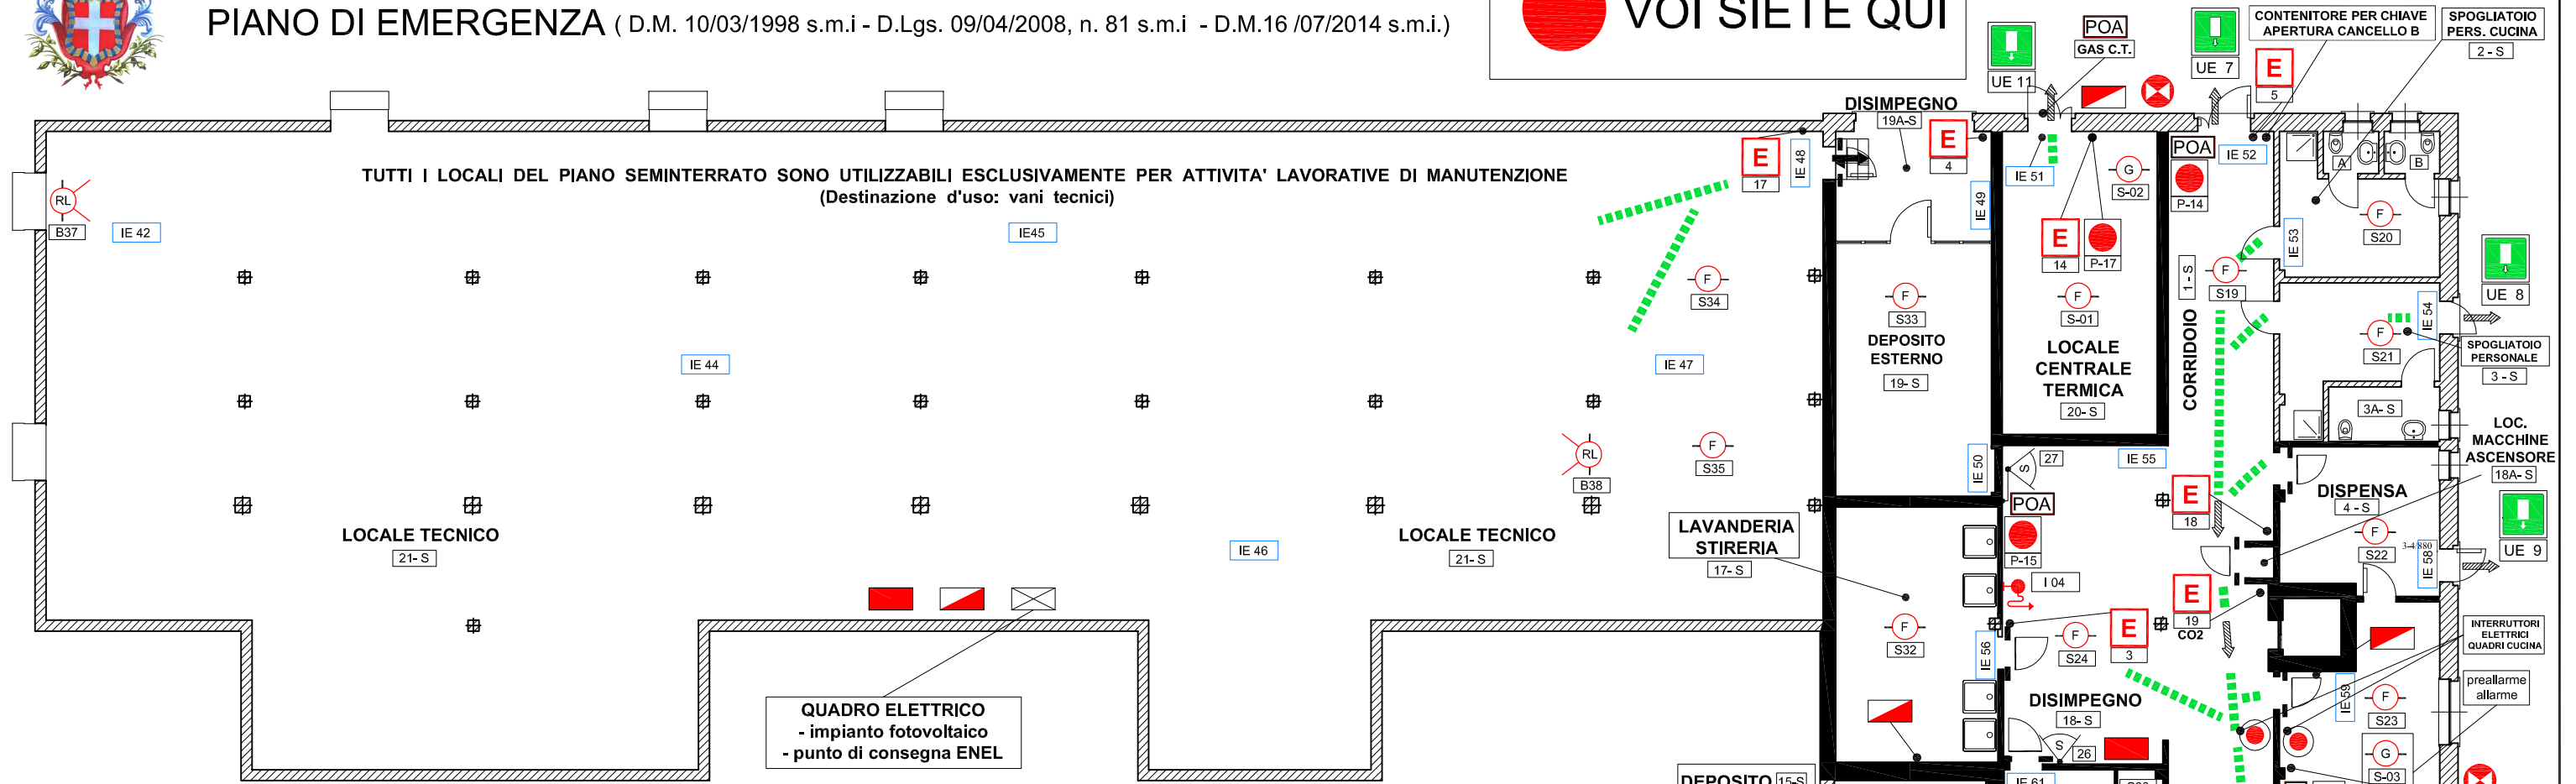 PIANO DI EMERGENZA ( D.M. 10/03/1998 s.m.i - D.Lgs. 09/04/2008, n. 81 s.m.i - D.M.16 /07/2014 s.m.i.)
VOI SIETE QUI
UE 11
POA
GAS C.T.
UE 7
E
5
CONTENITORE PER CHIAVE
APERTURA CANCELLO B
SPOGLIATOIO
PERS. CUCINA
2 - S
TUTTI I LOCALI DEL PIANO SEMINTERRATO SONO UTILIZZABILI ESCLUSIVAMENTE PER ATTIVITA' LAVORATIVE DI MANUTENZIONE
(Destinazione d'uso: vani tecnici)
RL
B37
IE 42
IE45
IE 44
IE 46
IE 47
E
17
IE 48
F
S34
F
S35
RL
B38
LOCALE TECNICO
21- S
LOCALE TECNICO
21- S
QUADRO ELETTRICO
- impianto fotovoltaico
- punto di consegna ENEL
DISIMPEGNO
19A-S
E
4
IE 49
F
S33
DEPOSITO
ESTERNO
19- S
IE 50
IE 51
G
S-02
E
14
P-17
F
S-01
LOCALE
CENTRALE
TERMICA
20- S
POA
P-14
IE 52
1 - S
CORRIDOIO
F
S19
IE 53
A
B
F
S20
UE 8
IE 54
F
S21
SPOGLIATOIO
PERSONALE
3 - S
3A- S
LOC.
MACCHINE
ASCENSORE
18A- S
UE 9
DISPENSA
4 - S
F
S22
3-4/880
IE 58
S
27
IE 55
POA
P-15
I 04
E
18
E
19
CO2
LAVANDERIA
STIRERIA
17- S
F
S32
IE 56
F
S24
E
3
DISIMPEGNO
18- S
S
26
INTERRUTTORI
ELETTRICI
QUADRI CUCINA
preallarme
allarme
IE 59
F
S23
G
S-03
DEPOSITO 15-S
IE 61